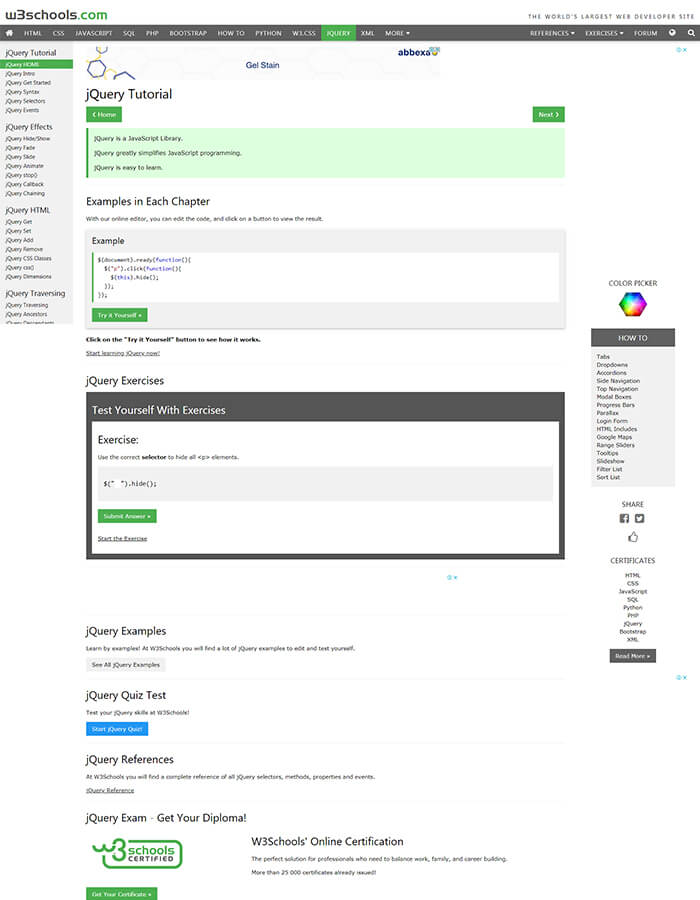 w3schools.com
THE WORLD'S LARGEST WEB DEVELOPER SITE
HTML CSS JAVASCRIPT SQL PHP BOOTSTRAP HOW TO PYTHON W3.CSS JQUERY XML MORE REFERENCES EXERCISES FORUM
jQuery Tutorial
jQuery HOME
jQuery Intro
jQuery Get Started
jQuery Syntax
jQuery Selectors
jQuery Events
jQuery Effects
jQuery Hide/Show
jQuery Fade
jQuery Slide
jQuery Animate
jQuery stop()
jQuery Callback
jQuery Chaining
jQuery HTML
jQuery Get
jQuery Set
jQuery Add
jQuery Remove
jQuery CSS Classes
jQuery css()
jQuery Dimensions
jQuery Traversing
jQuery Traversing
jQuery Ancestors
jQuery Descendants
Gel Stain
abbexa
jQuery Tutorial
❮ Home
Next ❯
jQuery is a JavaScript Library.
jQuery greatly simplifies JavaScript programming.
jQuery is easy to learn.
Examples in Each Chapter
With our online editor, you can edit the code, and click on a button to view the result.
Example
$(document).ready(function(){
$("p").click(function(){
$(this).hide();
});
});
Try it Yourself »
Click on the "Try it Yourself" button to see how it works.
Start learning jQuery now!
jQuery Exercises
Test Yourself With Exercises
Exercise:
Use the correct selector to hide all <p> elements.
$("  ").hide();
Submit Answer »
Start the Exercise
jQuery Examples
Learn by examples! At W3Schools you will find a lot of jQuery examples to edit and test yourself.
See All jQuery Examples
jQuery Quiz Test
Test your jQuery skills at W3Schools!
Start jQuery Quiz!
jQuery References
At W3Schools you will find a complete reference of all jQuery selectors, methods, properties and events.
jQuery Reference
jQuery Exam - Get Your Diploma!
w3schools
CERTIFIED
W3Schools' Online Certification
The perfect solution for professionals who need to balance work, family, and career building.
More than 25 000 certificates already issued!
Get Your Certificate »
COLOR PICKER
HOW TO
Tabs
Dropdowns
Accordions
Side Navigation
Top Navigation
Modal Boxes
Progress Bars
Parallax
Login Form
HTML Includes
Google Maps
Range Sliders
Tooltips
Slideshow
Filter List
Sort List
SHARE
CERTIFICATES
HTML
CSS
JavaScript
SQL
Python
PHP
jQuery
Bootstrap
XML
Read More »